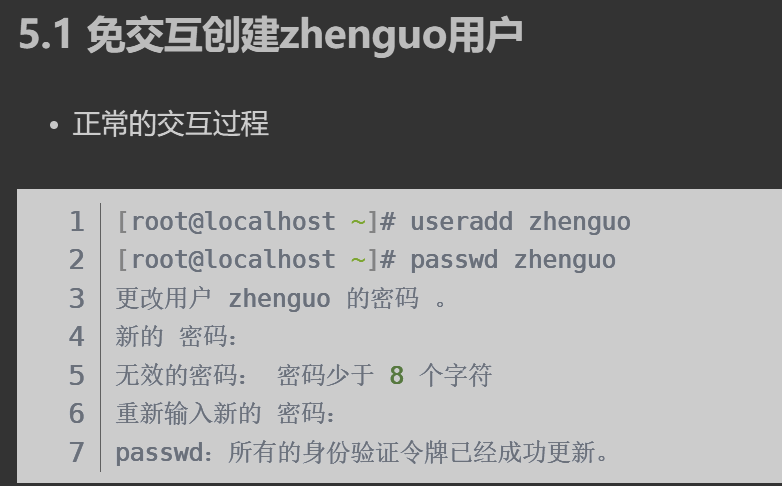 5.1 免交互创建zhenguo用户
• 正常的交互过程
1 [root@localhost ~]# useradd zhenguo
2 [root@localhost ~]# passwd zhenguo
3 更改用户 zhenguo 的密码 。
4 新的 密码：
5 无效的密码： 密码少于 8 个字符
6 重新输入新的 密码：
7 passwd：所有的身份验证令牌已经成功更新。